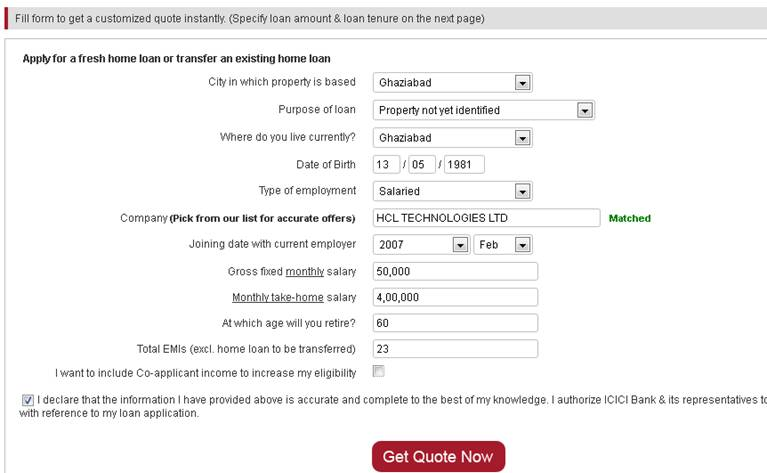 Fill form to get a customized quote instantly. (Specify loan amount & loan tenure on the next page)
Apply for a fresh home loan or transfer an existing home loan
City in which property is based Ghaziabad
Purpose of loan Property not yet identified
Where do you live currently? Ghaziabad
Date of Birth 13 / 05 / 1981
Type of employment Salaried
Company (Pick from our list for accurate offers) HCL TECHNOLOGIES LTD Matched
Joining date with current employer 2007 Feb
Gross fixed monthly salary 50,000
Monthly take-home salary 4,00,000
At which age will you retire? 60
Total EMIs (excl. home loan to be transferred) 23
I want to include Co-applicant income to increase my eligibility
I declare that the information I have provided above is accurate and complete to the best of my knowledge. I authorize ICICI Bank & its representatives to
with reference to my loan application.
Get Quote Now